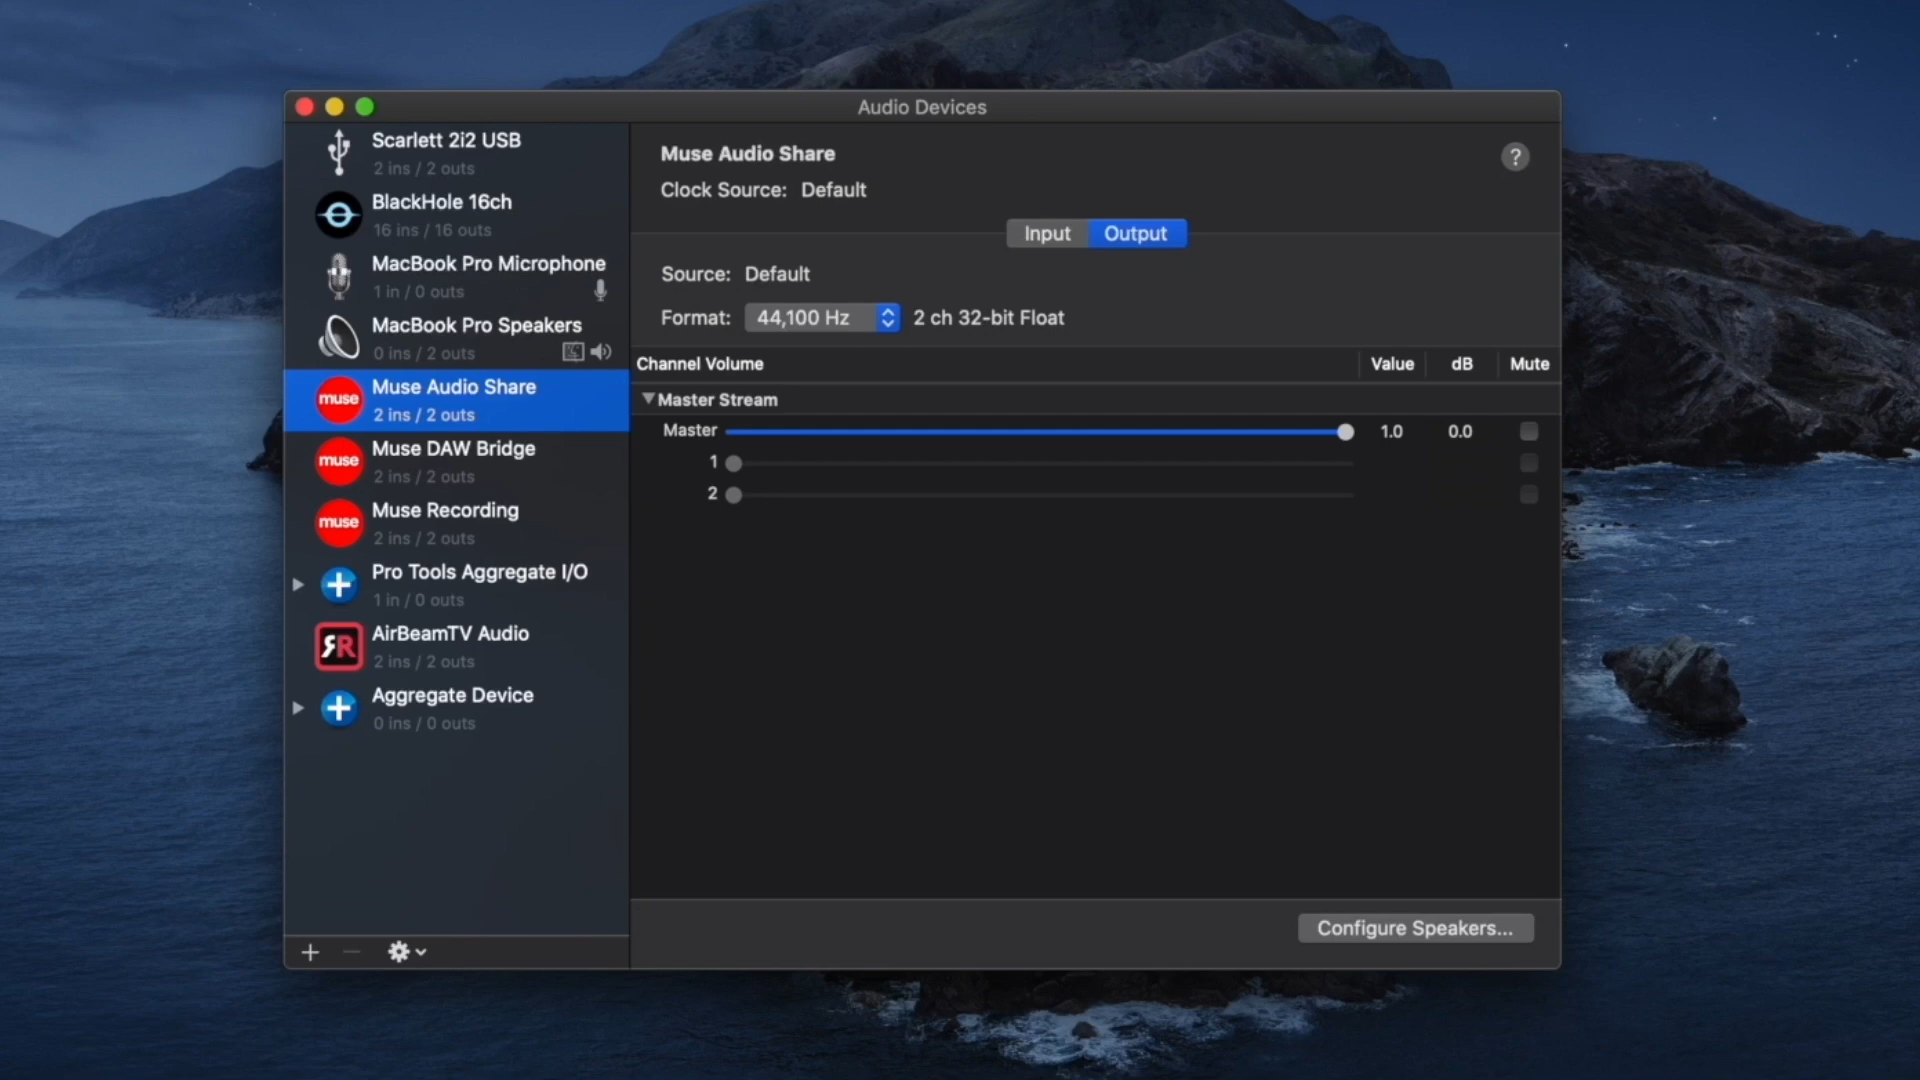 Audio Devices
Scarlett 2i2 USB
2 ins / 2 outs
BlackHole 16ch
16 ins / 16 outs
MacBook Pro Microphone
1 in / 0 outs
MacBook Pro Speakers
0 ins / 2 outs
muse
Muse Audio Share
2 ins / 2 outs
muse
Muse DAW Bridge
2 ins / 2 outs
muse
Muse Recording
2 ins / 2 outs
Pro Tools Aggregate I/O
1 in / 0 outs
AirBeamTV Audio
2 ins / 2 outs
Aggregate Device
0 ins / 0 outs
Muse Audio Share
?
Clock Source: Default
Input Output
Source: Default
Format: 44,100 Hz 2 ch 32-bit Float
Channel Volume Value dB Mute
Master Stream
Master 1.0 0.0
1
2
Configure Speakers...